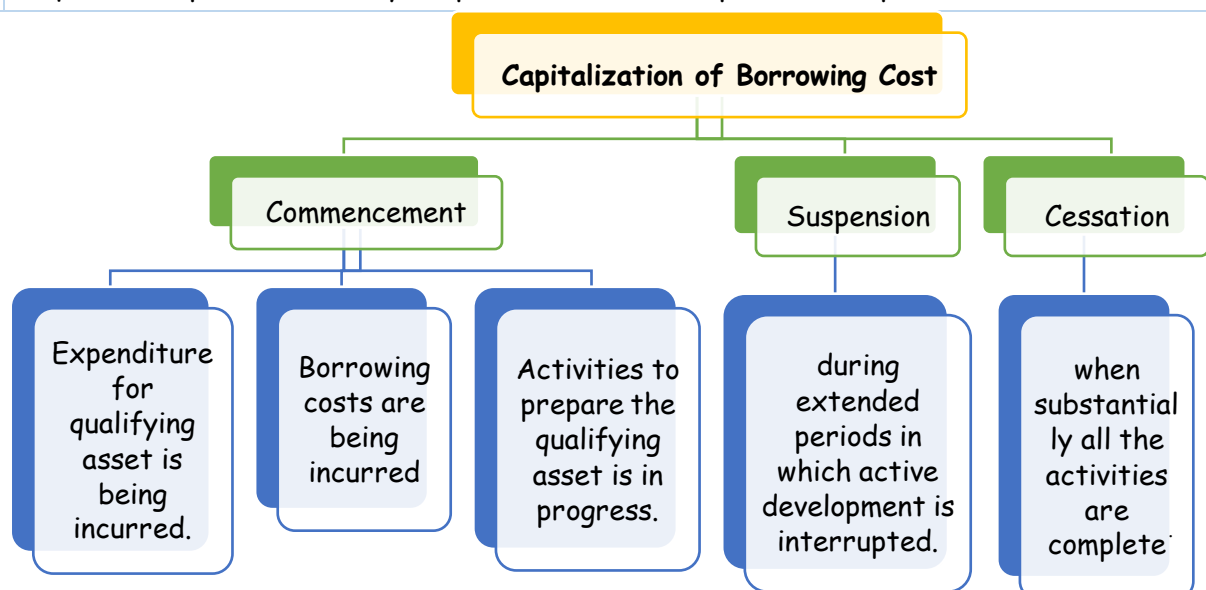 Capitalization of Borrowing Cost
Commencement
Suspension
Cessation
Expenditure
for
qualifying
asset is
being
incurred.
Borrowing
costs are
being
incurred
Activities to
prepare the
qualifying
asset is in
progress.
during
extended
periods in
which active
development is
interrupted.
when
substantial
ly all the
activities
are
complete